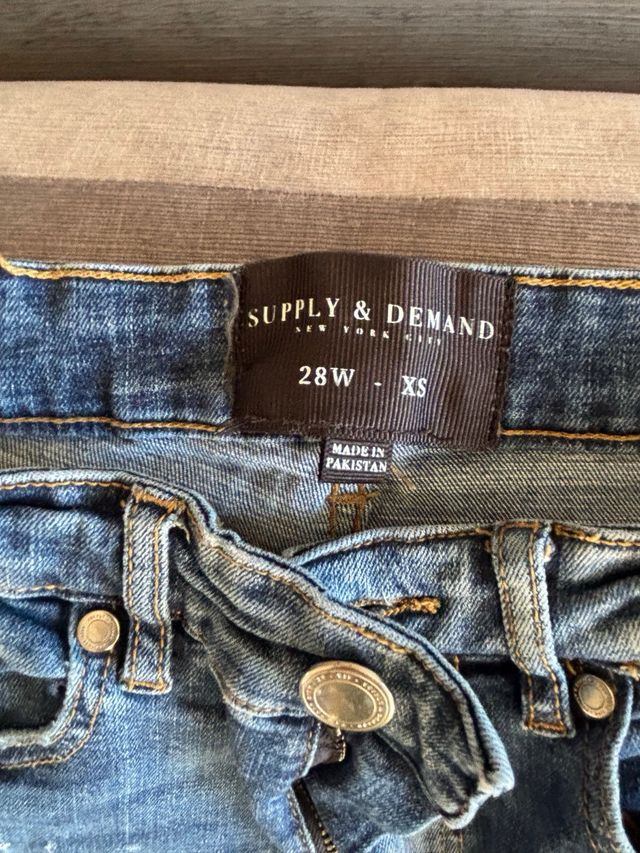 SUPPLY & DEMAND
NEW YORK CITY
28W - XS
MADE IN
PAKISTAN